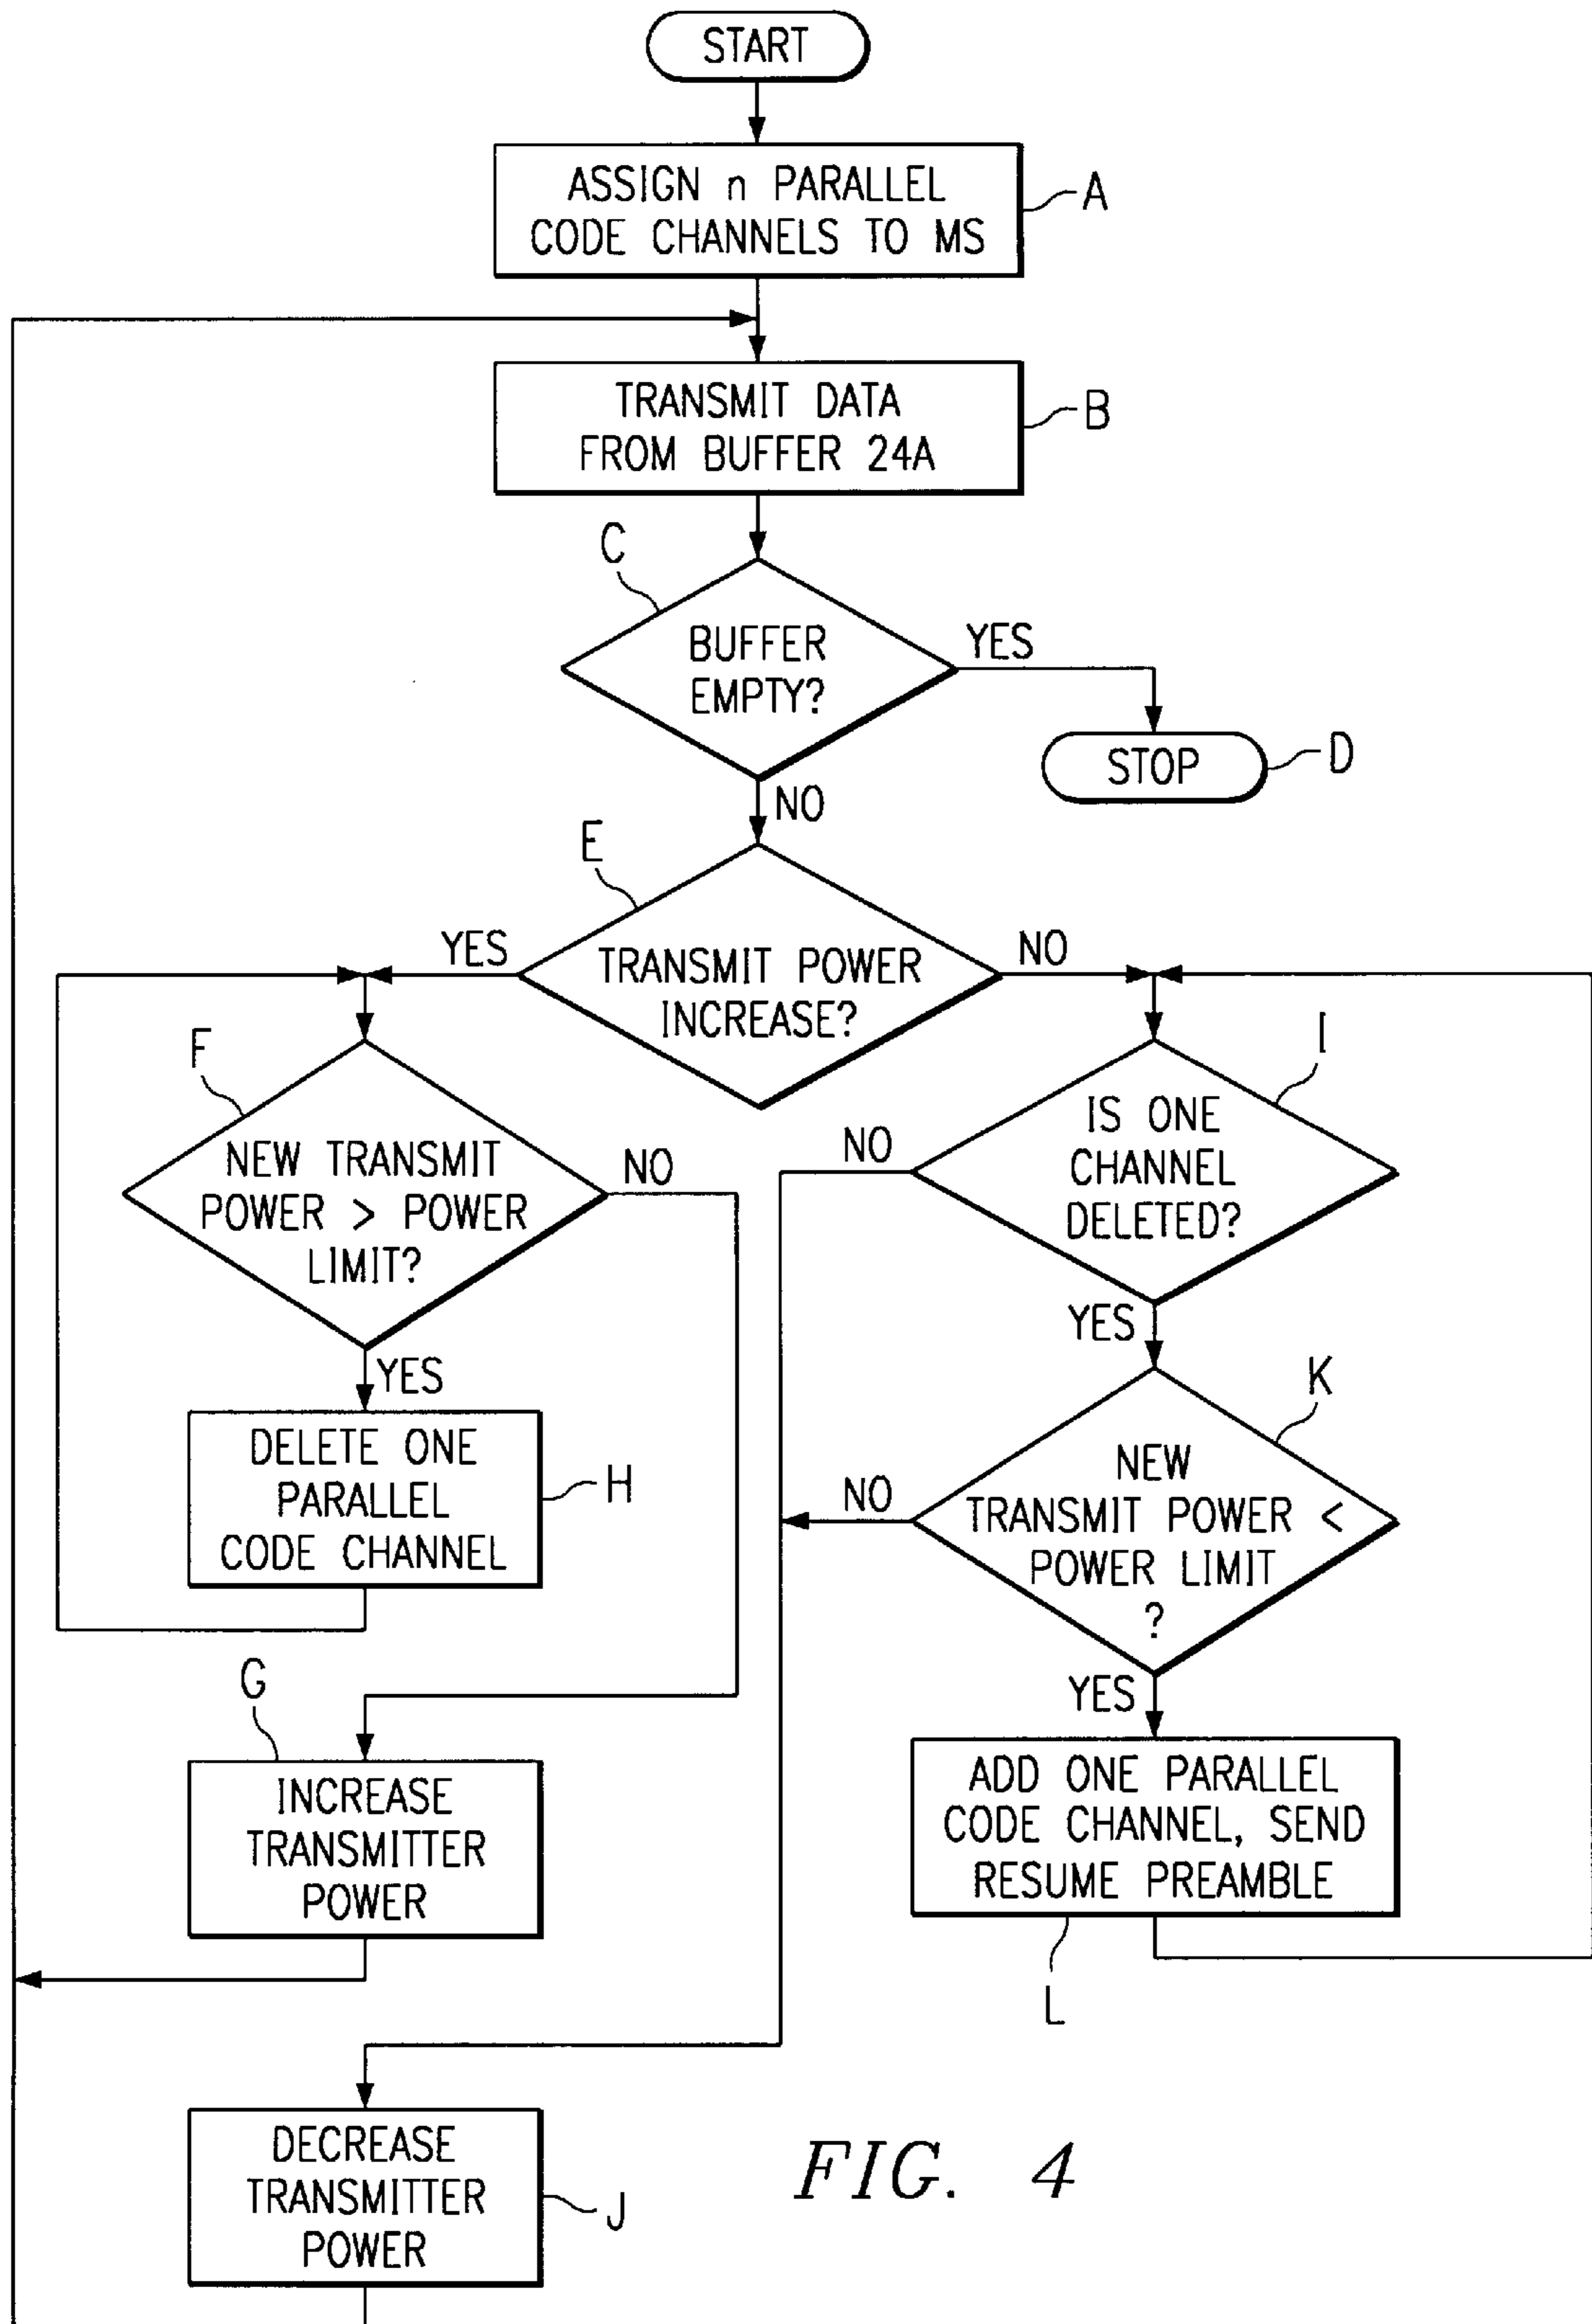 START
ASSIGN n PARALLEL
CODE CHANNELS TO MS
A
TRANSMIT DATA
FROM BUFFER 24A
B
C
BUFFER
EMPTY?
YES
STOP
D
NO
E
TRANSMIT POWER
INCREASE?
YES
NO
F
NEW TRANSMIT
POWER > POWER
LIMIT?
NO
YES
I
IS ONE
CHANNEL
DELETED?
NO
YES
DELETE ONE
PARALLEL
CODE CHANNEL
H
K
NEW
TRANSMIT POWER <
POWER LIMIT
?
NO
YES
G
INCREASE
TRANSMITTER
POWER
ADD ONE PARALLEL
CODE CHANNEL, SEND
RESUME PREAMBLE
L
DECREASE
TRANSMITTER
POWER
J
FIG. 4